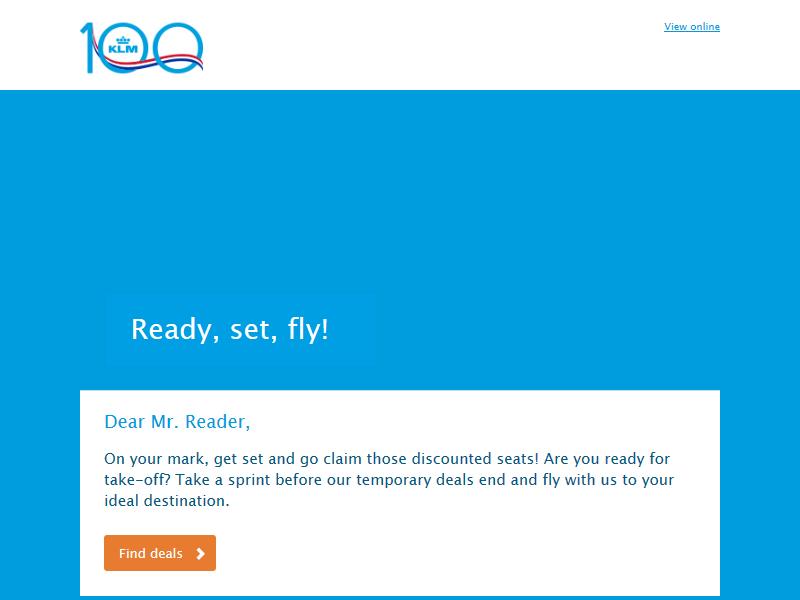 100
KLM
View online
Ready, set, fly!
Dear Mr. Reader,
On your mark, get set and go claim those discounted seats! Are you ready for
take-off? Take a sprint before our temporary deals end and fly with us to your
ideal destination.
Find deals